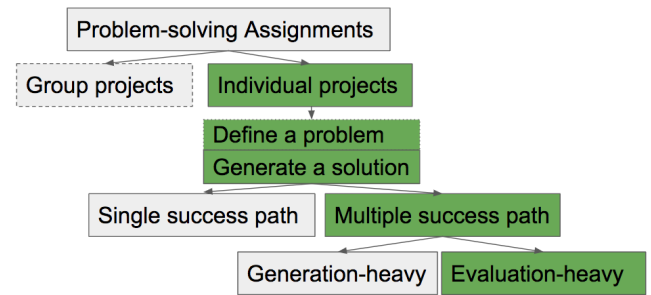 Problem-solving Assignments
Group projects
Individual projects
Define a problem
Generate a solution
Single success path
Multiple success path
Generation-heavy
Evaluation-heavy